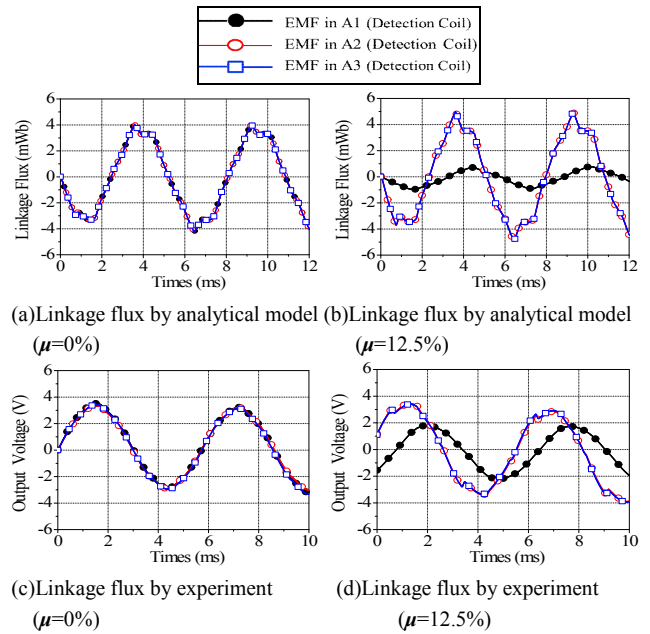 EMF in A1 (Detection Coil)
EMF in A2 (Detection Coil)
EMF in A3 (Detection Coil)
Linkage Flux (mWb)
6
4
2
0
-2
-4
-6
0 2 4 6 8 10 12
Times (ms)
Linkage Flux (mWb)
6
4
2
0
-2
-4
-6
0 2 4 6 8 10 12
Times (ms)
(a)Linkage flux by analytical model (b)Linkage flux by analytical model
(μ=0%) (μ=12.5%)
Output Voltage (V)
6
4
2
0
-2
-4
-6
0 2 4 6 8 10
Times (ms)
Output Voltage (V)
6
4
2
0
-2
-4
-6
0 2 4 6 8 10
Times (ms)
(c)Linkage flux by experiment (d)Linkage flux by experiment
(μ=0%) (μ=12.5%)